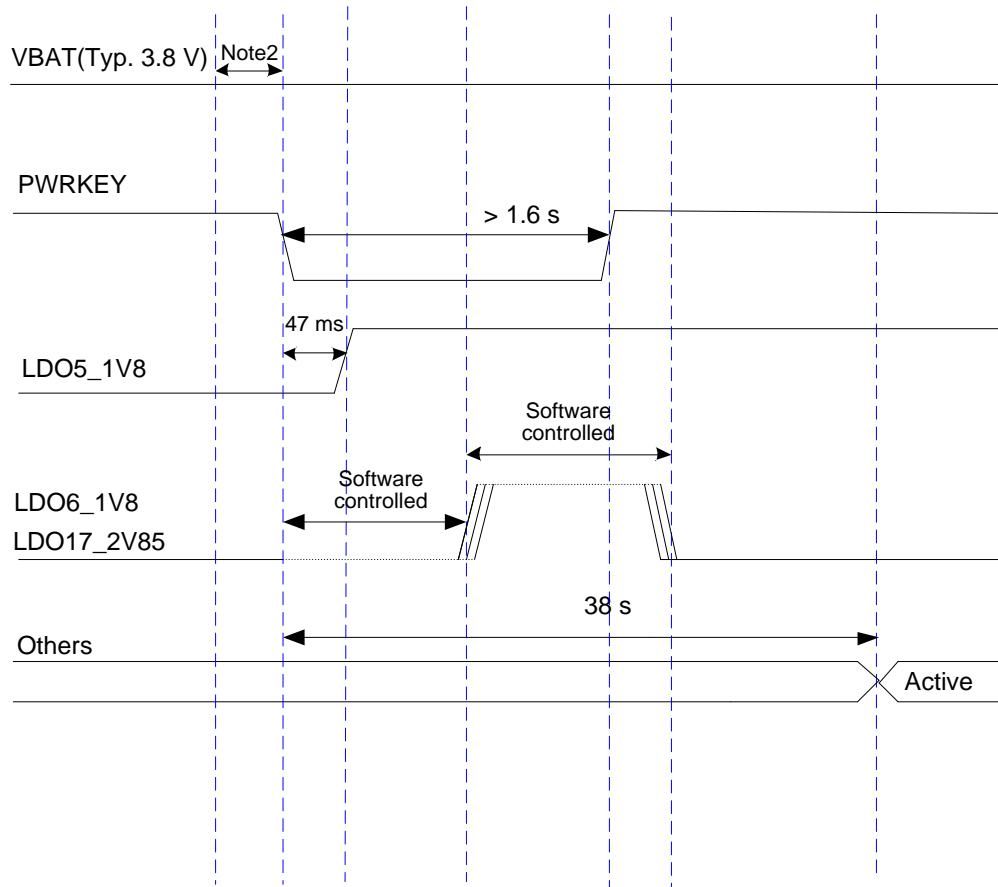 VBAT(Typ. 3.8 V)
Note2
PWRKEY
> 1.6 s
47 ms
LDO5_1V8
Software
controlled
Software
controlled
LDO6_1V8
LDO17_2V85
38 s
Others
Active